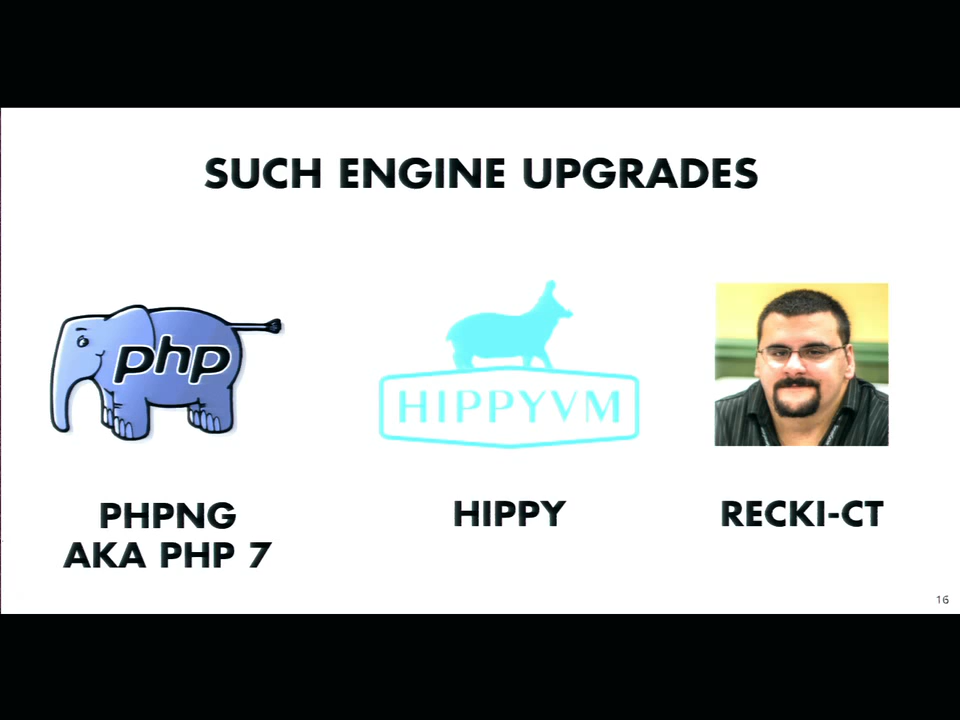 SUCH ENGINE UPGRADES
php
HIPPYVM
PHPNG
AKA PHP 7
HIPPY
RECKI-CT
16